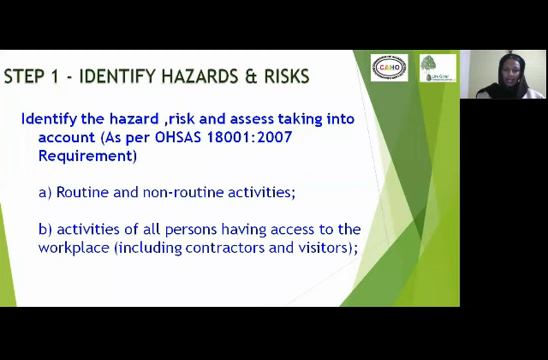 STEP 1 - IDENTIFY HAZARDS & RISKS
CAHO
Identify the hazard ,risk and assess taking into
account (As per OHSAS 18001:2007
Requirement)
a) Routine and non-routine activities;
b) activities of all persons having access to the
workplace (including contractors and visitors);